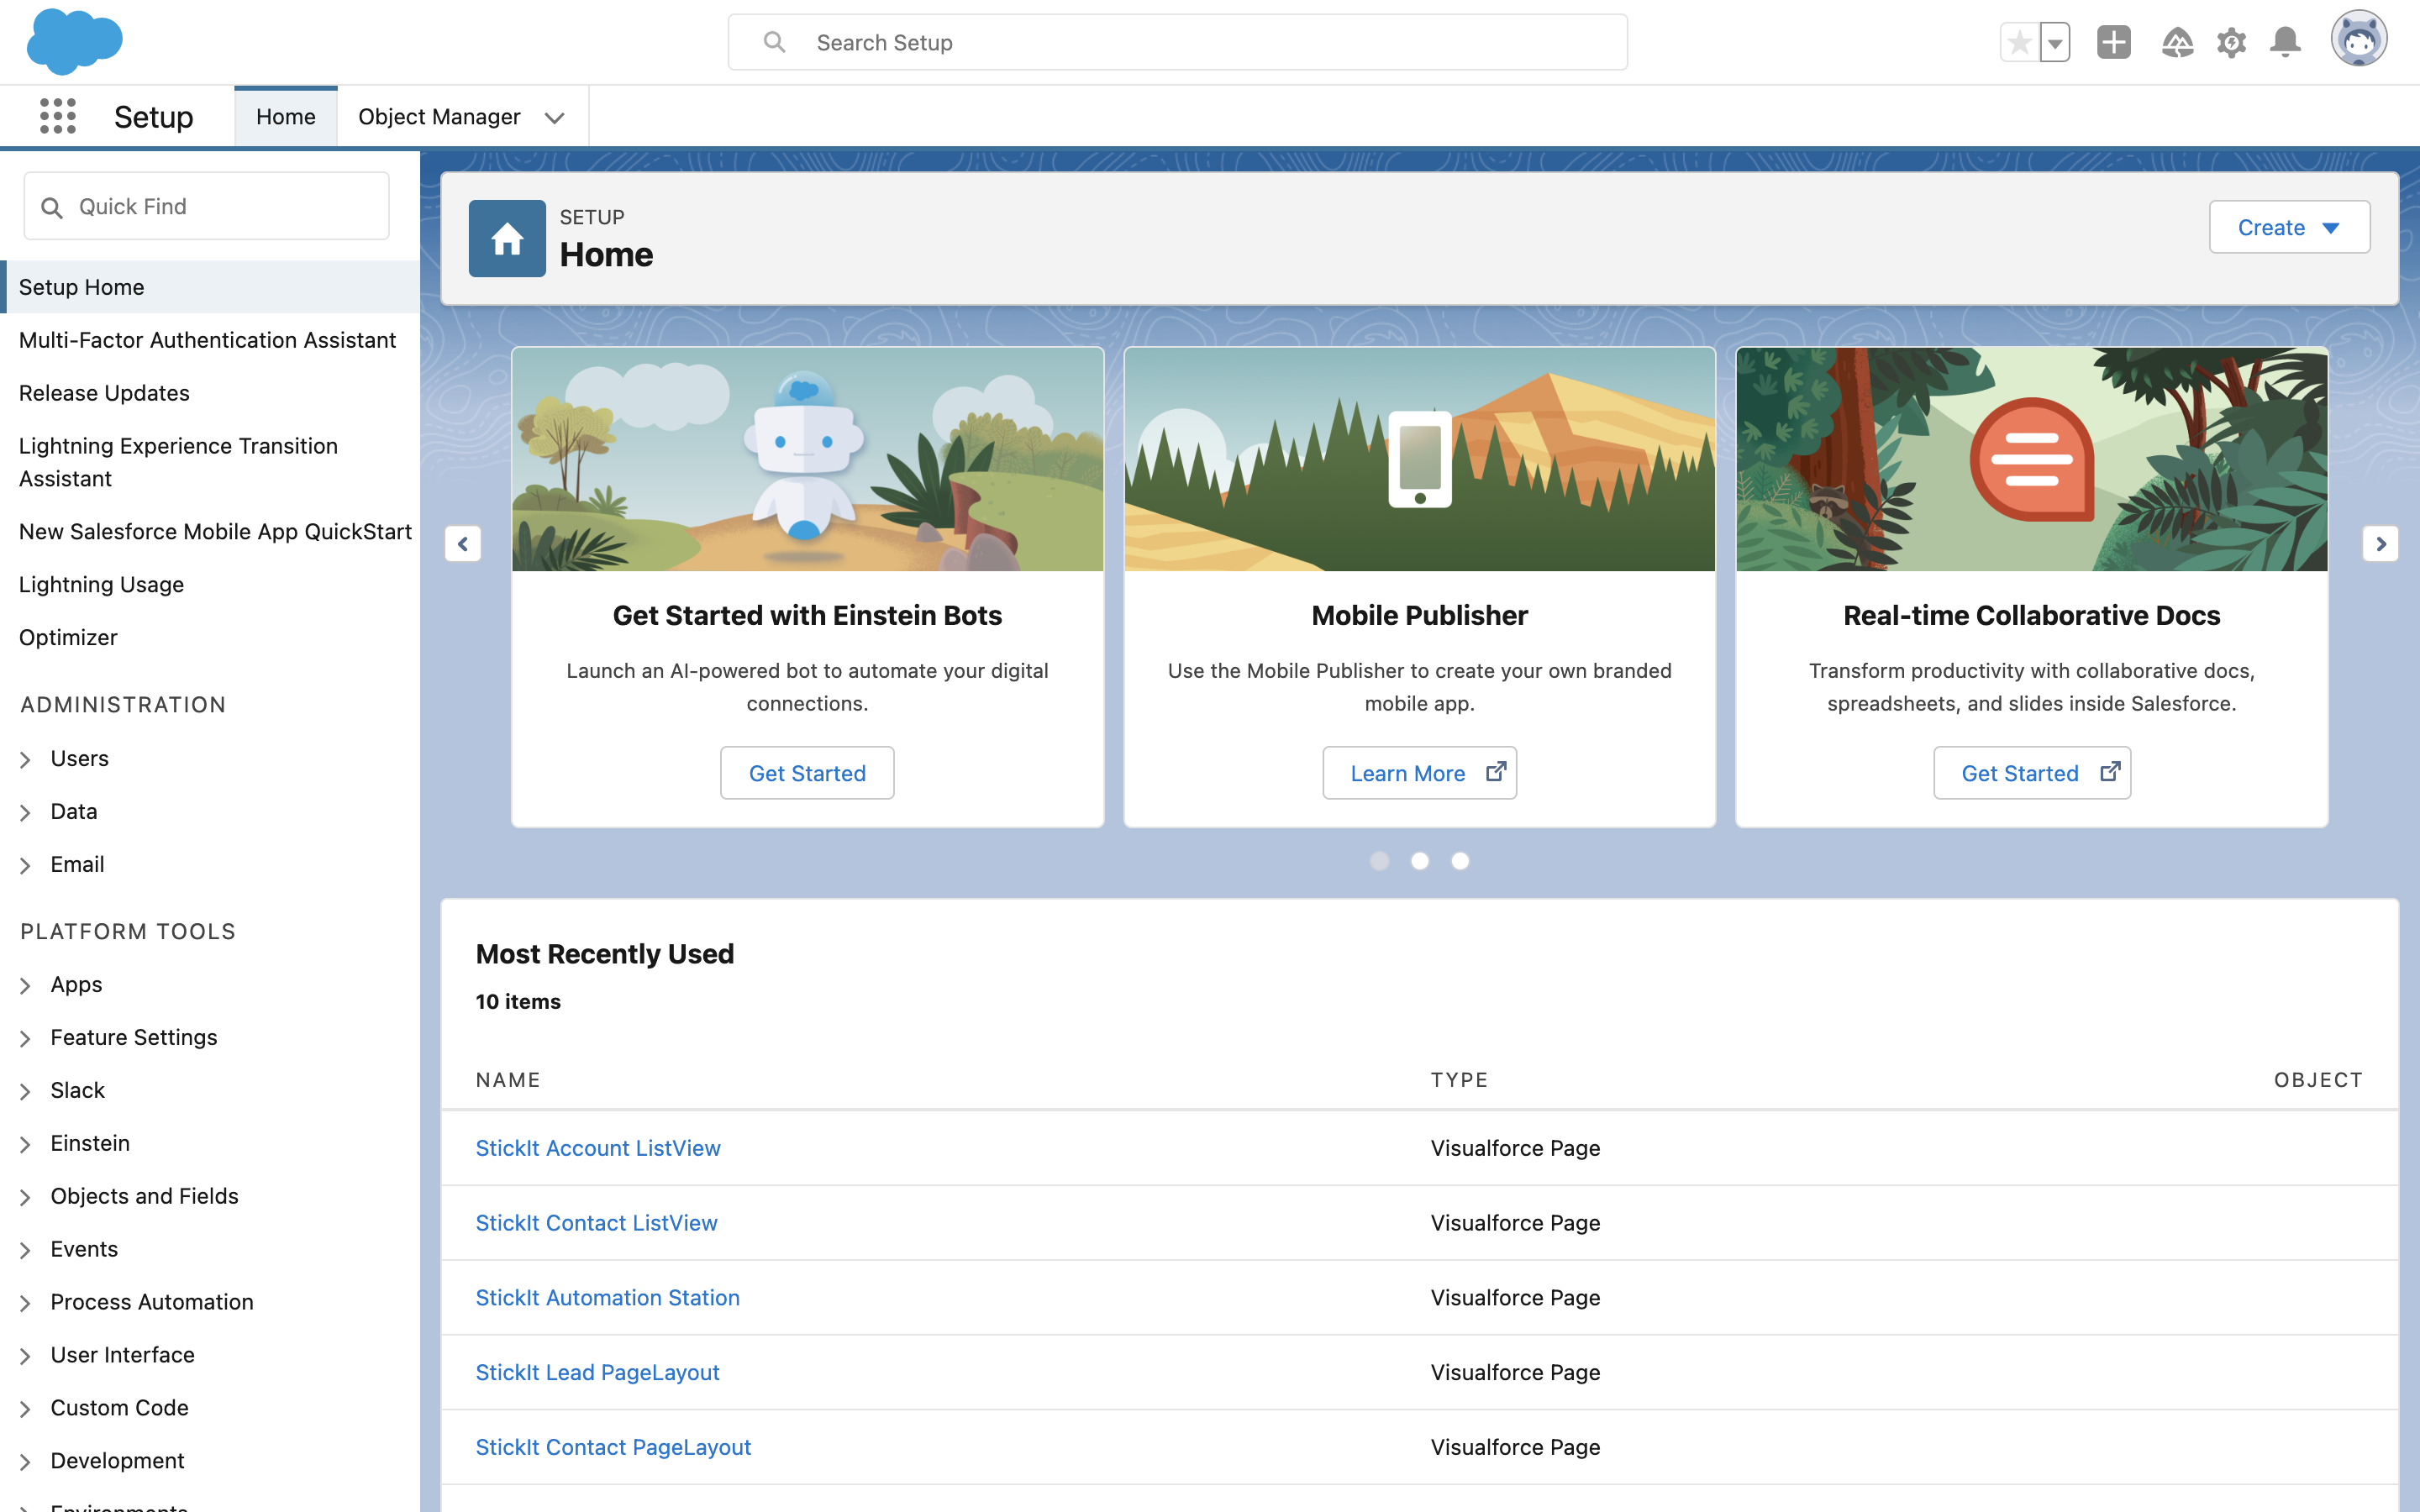 Search Setup
Setup
Home
Object Manager
Quick Find
Setup Home
Multi-Factor Authentication Assistant
Release Updates
Lightning Experience Transition
Assistant
New Salesforce Mobile App QuickStart
Lightning Usage
Optimizer
ADMINISTRATION
Users
Data
Email
PLATFORM TOOLS
Apps
Feature Settings
Slack
Einstein
Objects and Fields
Events
Process Automation
User Interface
Custom Code
Development
Environments
SETUP
Home
Create
Get Started with Einstein Bots
Launch an AI-powered bot to automate your digital
connections.
Get Started
Mobile Publisher
Use the Mobile Publisher to create your own branded
mobile app.
Learn More
Real-time Collaborative Docs
Transform productivity with collaborative docs,
spreadsheets, and slides inside Salesforce.
Get Started
Most Recently Used
10 items
NAME TYPE OBJECT
StickIt Account ListView Visualforce Page
StickIt Contact ListView Visualforce Page
StickIt Automation Station Visualforce Page
StickIt Lead PageLayout Visualforce Page
StickIt Contact PageLayout Visualforce Page